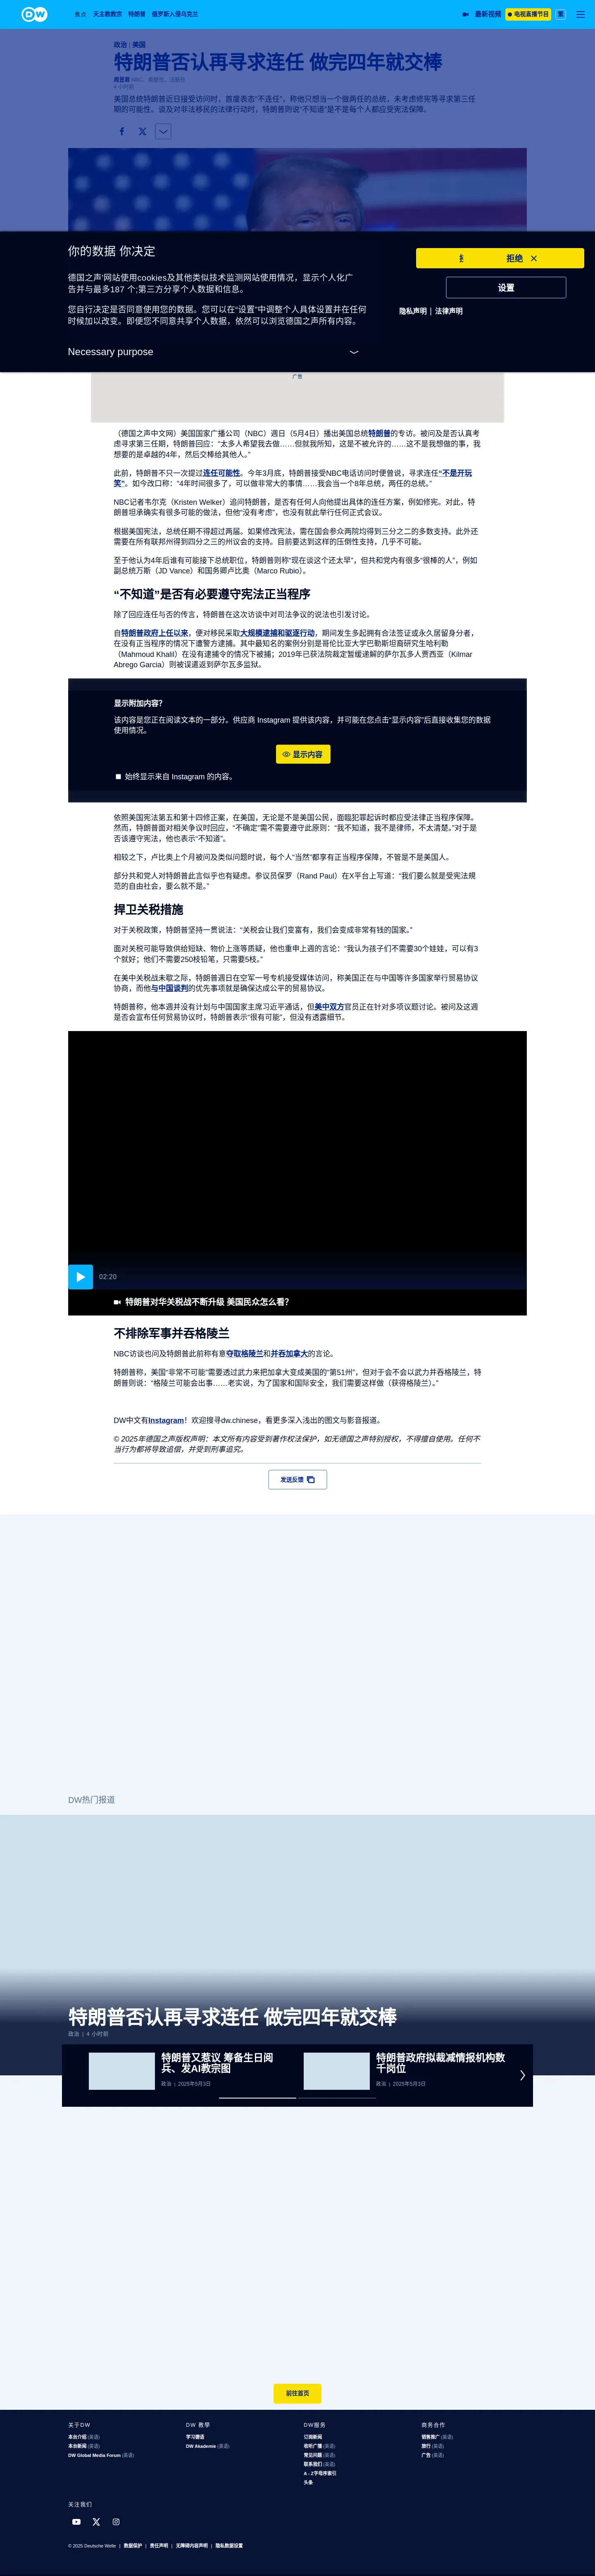 DW
焦点 天主教教宗 特朗普 俄罗斯入侵乌克兰
最新视频 电视直播节目 繁
政治 | 美国
特朗普否认再寻求连任 做完四年就交棒
4 小时前
美国总统特朗普近日接受访问时，首度表态“不连任”，称他只想当一个做两任的总统，未考虑修宪等寻求第三任
期的可能性。谈及对非法移民的法律行动时，特朗普则说“不知道”是不是每个人都应受宪法保障。
你的数据 你决定
德国之声'网站使用cookies及其他类似技术监测网站使用情况，显示个人化广
告并与最多187 个;第三方分享个人数据和信息。
您自行决定是否同意使用您的数据。您可以在“设置”中调整个人具体设置并在任何
时候加以改变。即便您不同意共享个人数据，依然可以浏览德国之声所有内容。
Necessary purpose
拒绝
设置
隐私声明 | 法律声明
广告
（德国之声中文网）美国国家广播公司（NBC）週日（5月4日）播出美国总统特朗普的专访。被问及是否认真考
虑寻求第三任期，特朗普回应：“太多人希望我去做……但就我所知，这是不被允许的……这不是我想做的事，我
想要的是卓越的4年，然后交棒给其他人。”
此前，特朗普不只一次提过连任可能性。今年3月底，特朗普接受NBC电话访问时便曾说，寻求连任“不是开玩
笑”。如今改口称：“4年时间很多了，可以做非常大的事情……我会当一个8年总统，两任的总统。”
NBC记者韦尔克（Kristen Welker）追问特朗普，是否有任何人向他提出具体的连任方案，例如修宪。对此，特
朗普坦承确实有很多可能的做法，但他“没有考虑”，也没有就此举行任何正式会议。
根据美国宪法，总统任期不得超过两届。如果修改宪法，需在国会参众两院均得到三分之二的多数支持。此外还
需要在所有联邦州得到四分之三的州议会的支持。目前要达到这样的压倒性支持，几乎不可能。
至于他认为4年后谁有可能接下总统职位，特朗普则称“现在谈这个还太早”，但共和党内有很多“很棒的人”，例如
副总统万斯（JD Vance）和国务卿卢比奥（Marco Rubio）。
“不知道”是否有必要遵守宪法正当程序
除了回应连任与否的传言，特朗普在这次访谈中对司法争议的说法也引发讨论。
自特朗普政府上任以来，便对移民采取大规模逮捕和驱逐行动，期间发生多起拥有合法签证或永久居留身分者，
在没有正当程序的情况下遭警方逮捕。其中最知名的案例分别是哥伦比亚大学巴勒斯坦裔研究生哈利勒
（Mahmoud Khalil）在没有逮捕令的情况下被捕；2019年已获法院裁定暂缓递解的萨尔瓦多人贾西亚（Kilmar
Abrego Garcia）则被误遣返到萨尔瓦多监狱。
显示附加内容？
该内容是您正在阅读文本的一部分。供应商 Instagram 提供该内容，并可能在您点击“显示内容”后直接收集您的数据
使用情况。
显示内容
始终显示来自 Instagram 的内容。
依照美国宪法第五和第十四修正案，在美国，无论是不是美国公民，面临犯罪起诉时都应受法律正当程序保障。
然而，特朗普面对相关争议时回应，“不确定”需不需要遵守此原则：“我不知道，我不是律师，不太清楚。”对于是
否该遵守宪法，他也表示“不知道”。
相较之下，卢比奥上个月被问及类似问题时说，每个人“当然”都享有正当程序保障，不管是不是美国人。
部分共和党人对特朗普此言似乎也有疑虑。参议员保罗（Rand Paul）在X平台上写道：“我们要么就是受宪法规
范的自由社会，要么就不是。”
捍卫关税措施
对于关税政策，特朗普坚持一贯说法：“关税会让我们变富有，我们会变成非常有钱的国家。”
面对关税可能导致供给短缺、物价上涨等质疑，他也重申上週的言论：“我认为孩子们不需要30个娃娃，可以有3
个就好；他们不需要250枝铅笔，只需要5枝。”
在美中关税战未歇之际，特朗普週日在空军一号专机接受媒体访问，称美国正在与中国等许多国家举行贸易协议
协商，而他与中国谈判的优先事项就是确保达成公平的贸易协议。
特朗普称，他本週并没有计划与中国国家主席习近平通话，但美中双方官员正在针对多项议题讨论。被问及这週
是否会宣布任何贸易协议时，特朗普表示“很有可能”，但没有透露细节。
02:20
特朗普对华关税战不断升级 美国民众怎么看？
不排除军事并吞格陵兰
NBC访谈也问及特朗普此前称有意夺取格陵兰和并吞加拿大的言论。
特朗普称，美国“非常不可能”需要透过武力来把加拿大变成美国的“第51州”，但对于会不会以武力并吞格陵兰，特
朗普则说：“格陵兰可能会出事……老实说，为了国家和国际安全，我们需要这样做（获得格陵兰）。”
DW中文有Instagram！欢迎搜寻dw.chinese，看更多深入浅出的图文与影音报道。
© 2025年德国之声版权声明：本文所有内容受到著作权法保护，如无德国之声特别授权，不得擅自使用。任何不
当行为都将导致追偿，并受到刑事追究。
发送反馈
DW热门报道
特朗普否认再寻求连任 做完四年就交棒
政治 | 4 小时前
特朗普又惹议 筹备生日阅
兵、发AI教宗图
政治 | 2025年5月3日
特朗普政府拟裁减情报机构数
千岗位
政治 | 2025年5月3日
前往首页
关于DW
本台介绍 (英语)
本台新闻 (英语)
DW Global Media Forum (英语)
DW 教学
学习德语
DW Akademie (英语)
DW服务
订阅新闻
收听广播 (英语)
常见问题 (英语)
联系我们 (英语)
A - Z字母序索引
头条
商务合作
销售推广 (英语)
旅行 (英语)
广告 (英语)
关注我们
© 2025 Deutsche Welle | 数据保护 | 责任声明 | 无障碍内容声明 | 隐私数据设置